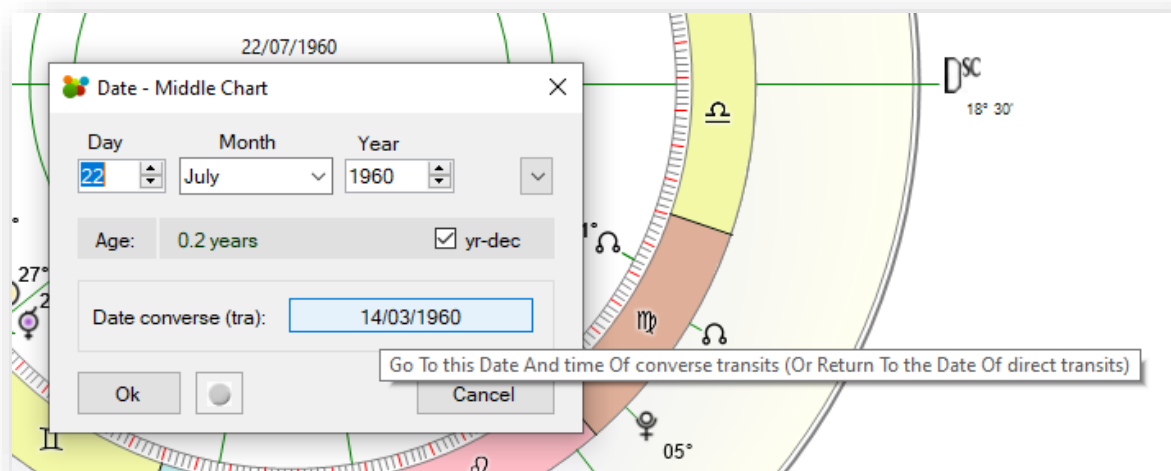 22/07/1960
Date - Middle Chart
Day Month Year
22 July 1960
Age: 0.2 years yr-dec
Date converse (tra): 14/03/1960
Go To this Date And time Of converse transits (Or Return To the Date Of direct transits)
Ok Cancel
DSC
18° 30'
27°
05°